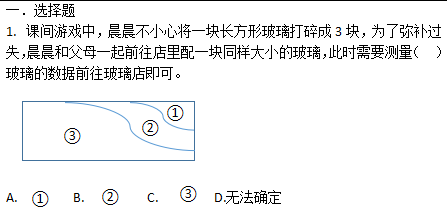 一．选择题
1. 课间游戏中，晨晨不小心将一块长方形玻璃打碎成 3 块，为了弥补过
失，晨晨和父母一起前往店里配一块同样大小的玻璃，此时需要测量（ ）
玻璃的数据前往玻璃店即可。
①
②
③
A. ① B. ② C. ③ D.无法确定